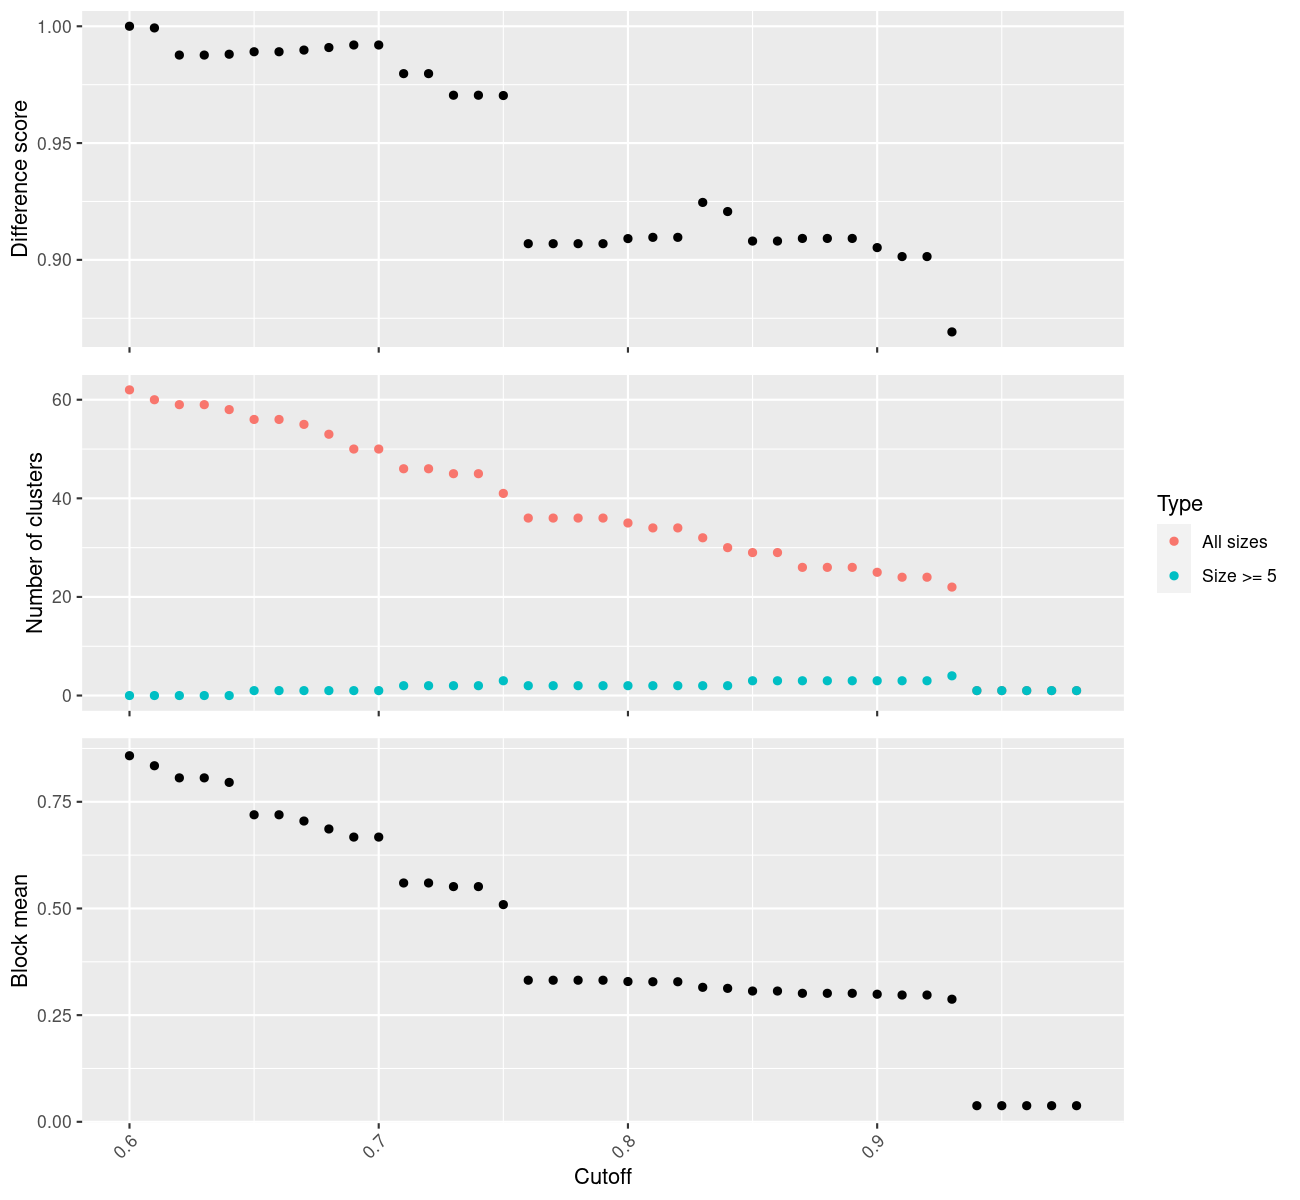 Difference score
1.00
0.95
0.90
Number of clusters
60
40
20
0
Type
All sizes
Size >= 5
Block mean
0.75
0.50
0.25
0.00
0.6
0.7
0.8
0.9
Cutoff